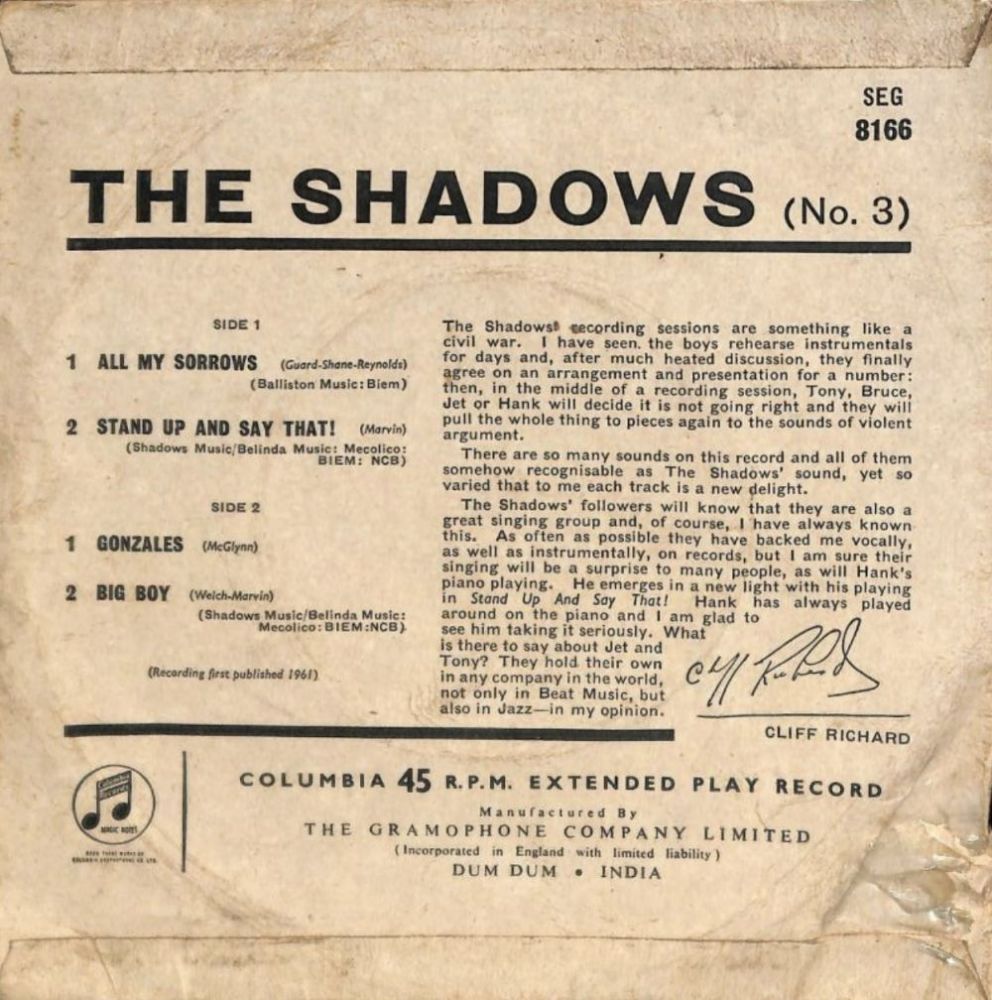 SEG
8166
THE SHADOWS (No. 3)
SIDE 1
1 ALL MY SORROWS (Guard-Shane-Reynolds)
(Balliston Music: Biem)
2 STAND UP AND SAY THAT! (Marvin)
(Shadows Music/Belinda Music: Mecolico:
BIEM: NCB)
SIDE 2
1 GONZALES (McGlynn)
2 BIG BOY (Welch-Marvin)
(Shadows Music/Belinda Music:
Mecolico: BIEM:NCB)
(Recording first published 1961)
The Shadows' recording sessions are something like a
civil war. I have seen the boys rehearse instrumentals
for days and, after much heated discussion, they finally
agree on an arrangement and presentation for a number:
then, in the middle of a recording session, Tony, Bruce,
Jet or Hank will decide it is not going right and they will
pull the whole thing to pieces again to the sounds of violent
argument.
There are so many sounds on this record and all of them
somehow recognisable as The Shadows' sound, yet so
varied that to me each track is a new delight.
The Shadows' followers will know that they are also a
great singing group and, of course, I have always known
this. As often as possible they have backed me vocally,
as well as instrumentally, on records, but I am sure their
singing will be a surprise to many people, as will Hank's
piano playing. He emerges in a new light with his playing
in Stand Up And Say That! Hank has always played
around on the piano and I am glad to
see him taking it seriously. What
is there to say about Jet and
Tony? They hold their own
in any company in the world,
not only in Beat Music, but
also in Jazz—in my opinion.
Cliff Richard
CLIFF RICHARD
Columbia
Records
MAGIC NOTES
COLUMBIA 45 R.P.M. EXTENDED PLAY RECORD
Manufactured By
THE GRAMOPHONE COMPANY LIMITED
(Incorporated in England with limited liability)
DUM DUM • INDIA